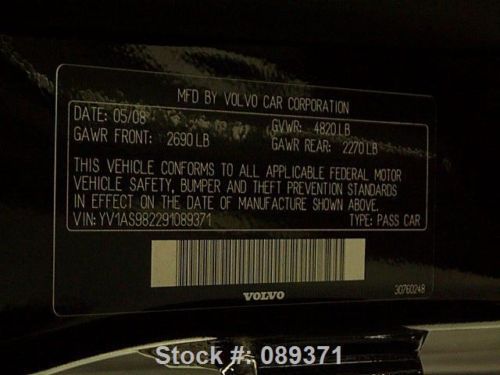 MFD BY VOLVO CAR CORPORATION
DATE: 05/08 GVWR: 4820 LB
GAWR FRONT: 2690 LB GAWR REAR: 2270 LB
THIS VEHICLE CONFORMS TO ALL APPLICABLE FEDERAL MOTOR
VEHICLE SAFETY, BUMPER AND THEFT PREVENTION STANDARDS
IN EFFECT ON THE DATE OF MANUFACTURE SHOWN ABOVE.
VIN: YV1AS982291089371 TYPE: PASS CAR
VOLVO 30760248
Stock #: 089371